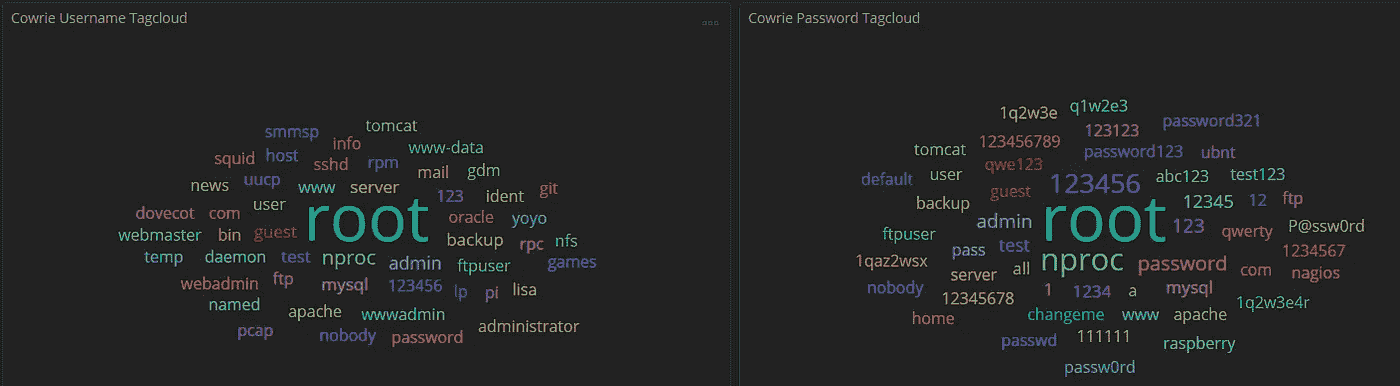 Cowrie Username Tagcloud
tomcat
smmsp
info
www-data
squid host sshd rpm mail gdm
news uucp www server 123 ident git
user
dovecot com root oracle yoyo
webmaster bin guest backup rpc nfs
temp daemon test nproc admin ftpuser games
webadmin ftp mysql 123456 lp pi lisa
named
apache wwwadmin
pcap nobody password administrator
Cowrie Password Tagcloud
1q2w3e q1w2e3
123456789 123123 password321
tomcat password123 ubnt
qwe123
default user 123456 abc123 test123
backup guest 12345 12 ftp
admin root 123 qwerty P@ssw0rd
ftpuser
pass test 1234567
1qaz2wsx server all nproc password com nagios
nobody 12345678 1 1234 a mysql 1q2w3e4r
home changeme www apache
passwd 111111 raspberry
passw0rd